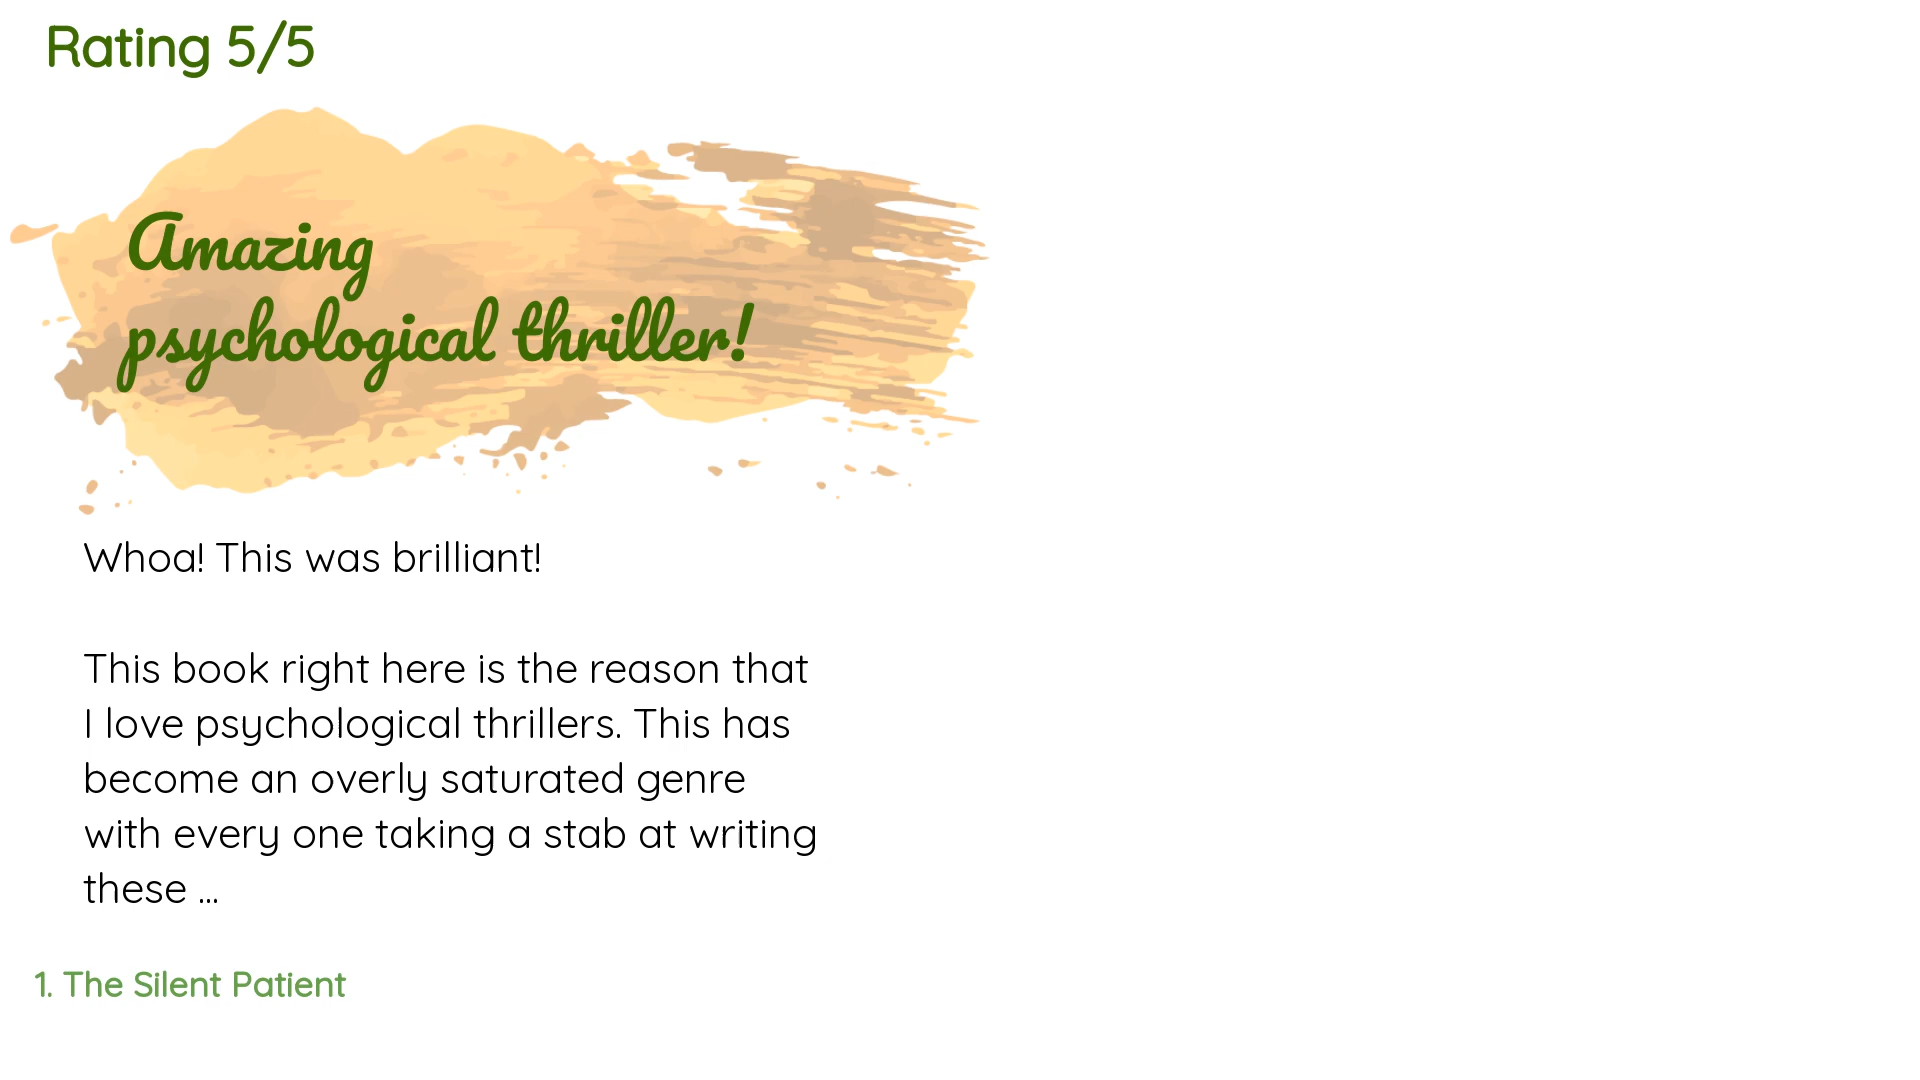 Rating 5/5
Amazing
psychological thriller!
Whoa! This was brilliant!
This book right here is the reason that
I love psychological thrillers. This has
become an overly saturated genre
with every one taking a stab at writing
these ...
1. The Silent Patient